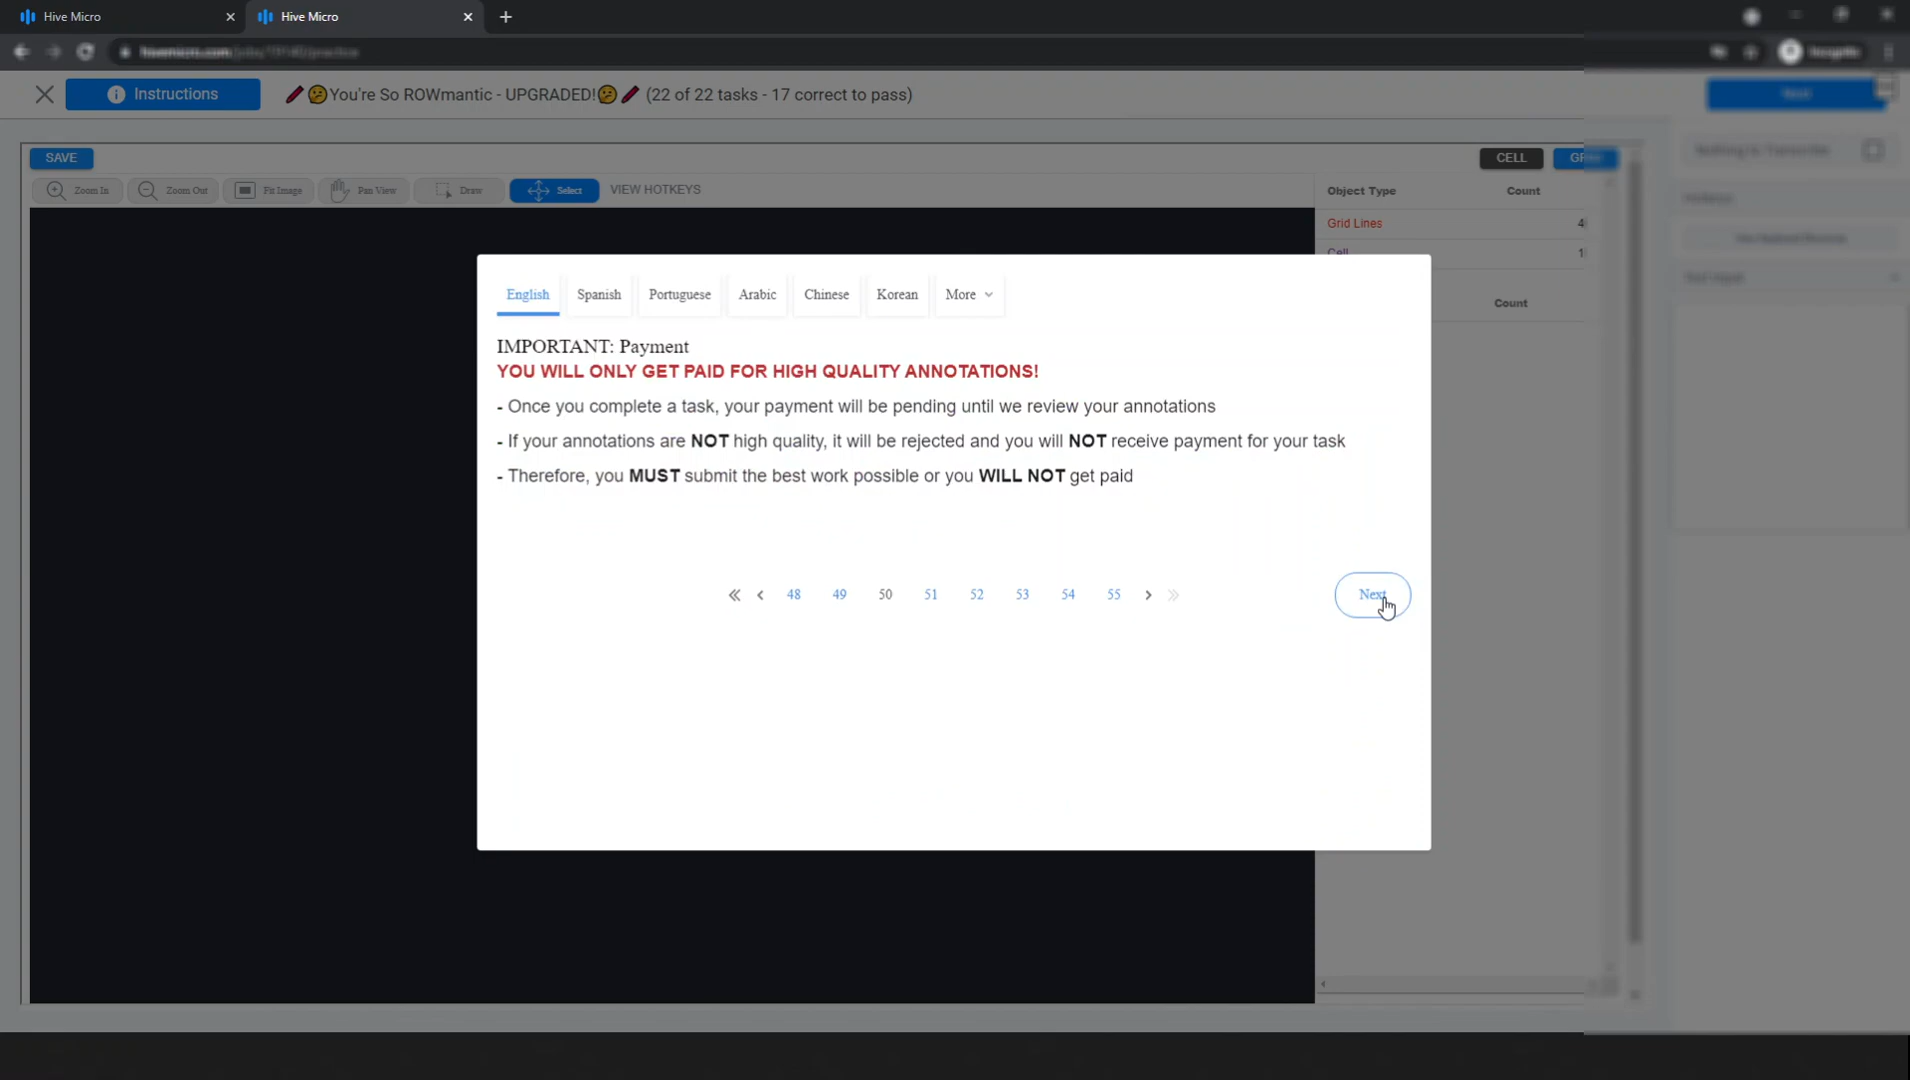 Hive Micro
Hive Micro
Instructions
You're So ROWmantic - UPGRADED! (22 of 22 tasks - 17 correct to pass)
SAVE
CELL
Zoom In
Zoom Out
Fit Image
Pan View
Draw
Select
VIEW HOTKEYS
Object Type
Count
Grid Lines
Cell
Count
English
Spanish
Portuguese
Arabic
Chinese
Korean
More
IMPORTANT: Payment
YOU WILL ONLY GET PAID FOR HIGH QUALITY ANNOTATIONS!
- Once you complete a task, your payment will be pending until we review your annotations
- If your annotations are NOT high quality, it will be rejected and you will NOT receive payment for your task
- Therefore, you MUST submit the best work possible or you WILL NOT get paid
48 49 50 51 52 53 54 55
Next